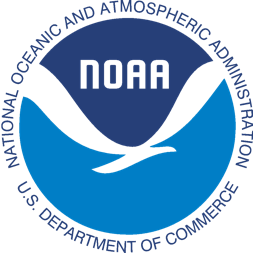 NATIONAL OCEANIC AND ATMOSPHERIC ADMINISTRATION
NOAA
U.S. DEPARTMENT OF COMMERCE